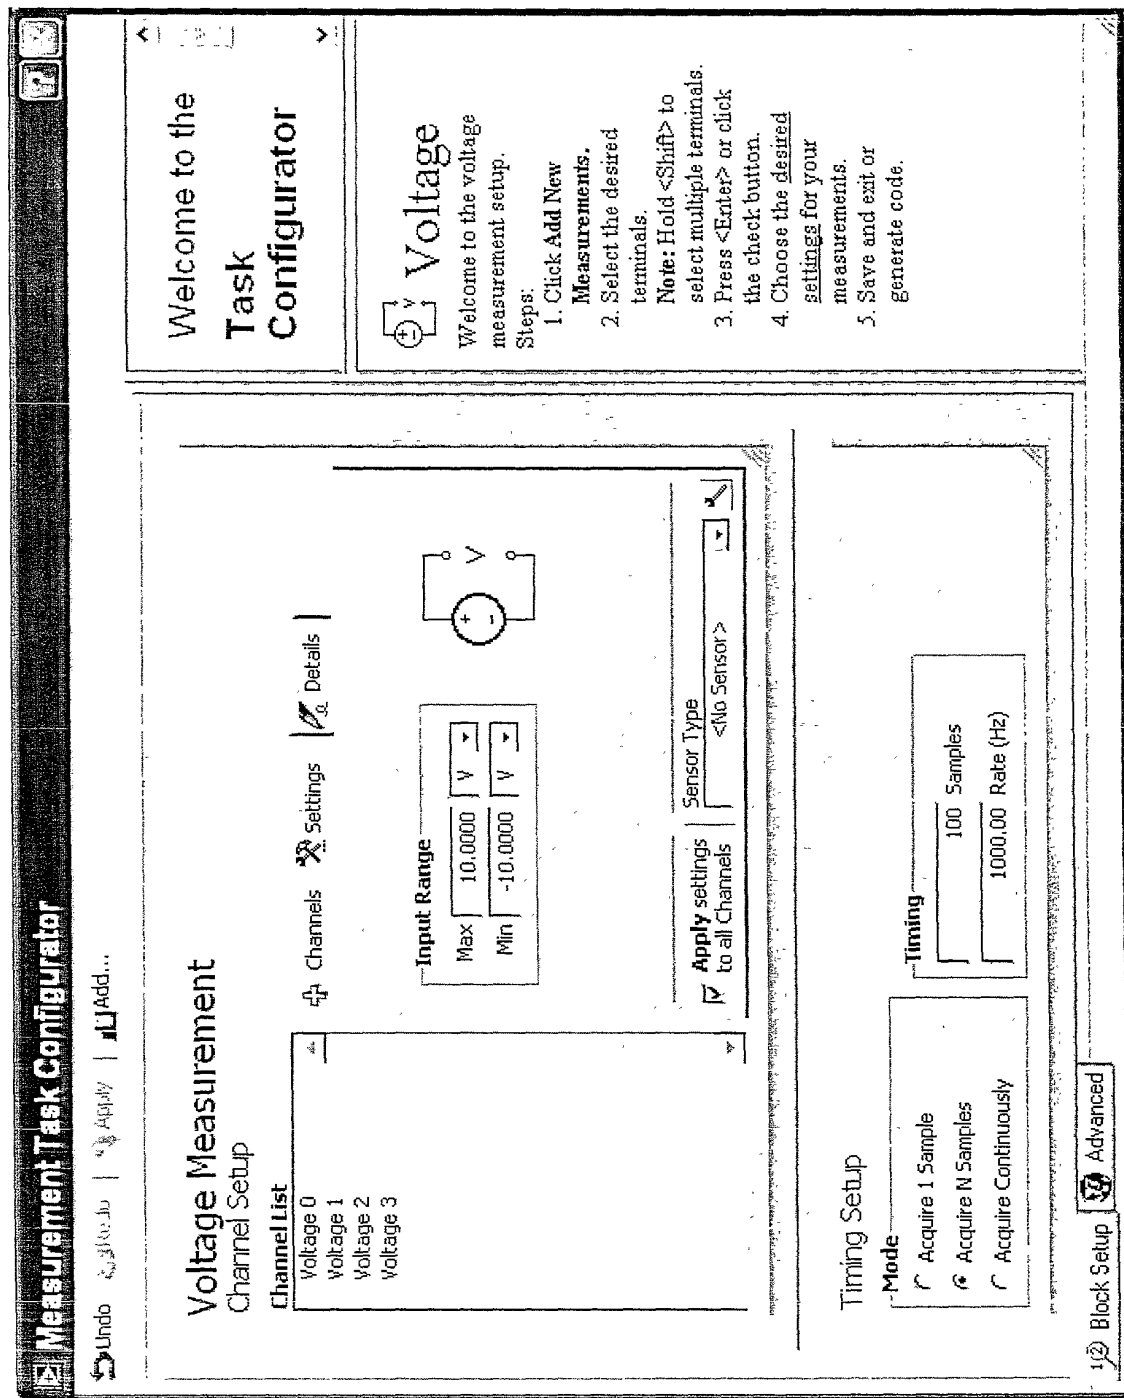 Measurement Task Configurator
Undo Redo Apply Add...
Voltage Measurement
Channel Setup
Channel List
Voltage 0
Voltage 1
Voltage 2
Voltage 3
Channels Settings Details
Input Range
Max 10.0000 V
Min -10.0000 V
V
Apply settings
to all Channels
Sensor Type
<No Sensor>
Timing Setup
Mode
Acquire 1 Sample
Acquire N Samples
Acquire Continuously
Timing
100 Samples
1000.00 Rate (Hz)
Block Setup Advanced
Welcome to the
Task
Configurator
V Voltage
Welcome to the voltage
measurement setup.
Steps:
1. Click Add New
Measurements.
2. Select the desired
terminals.
Note: Hold <Shift> to
select multiple terminals.
3. Press <Enter> or click
the check button.
4. Choose the desired
settings for your
measurements.
5. Save and exit or
generate code.